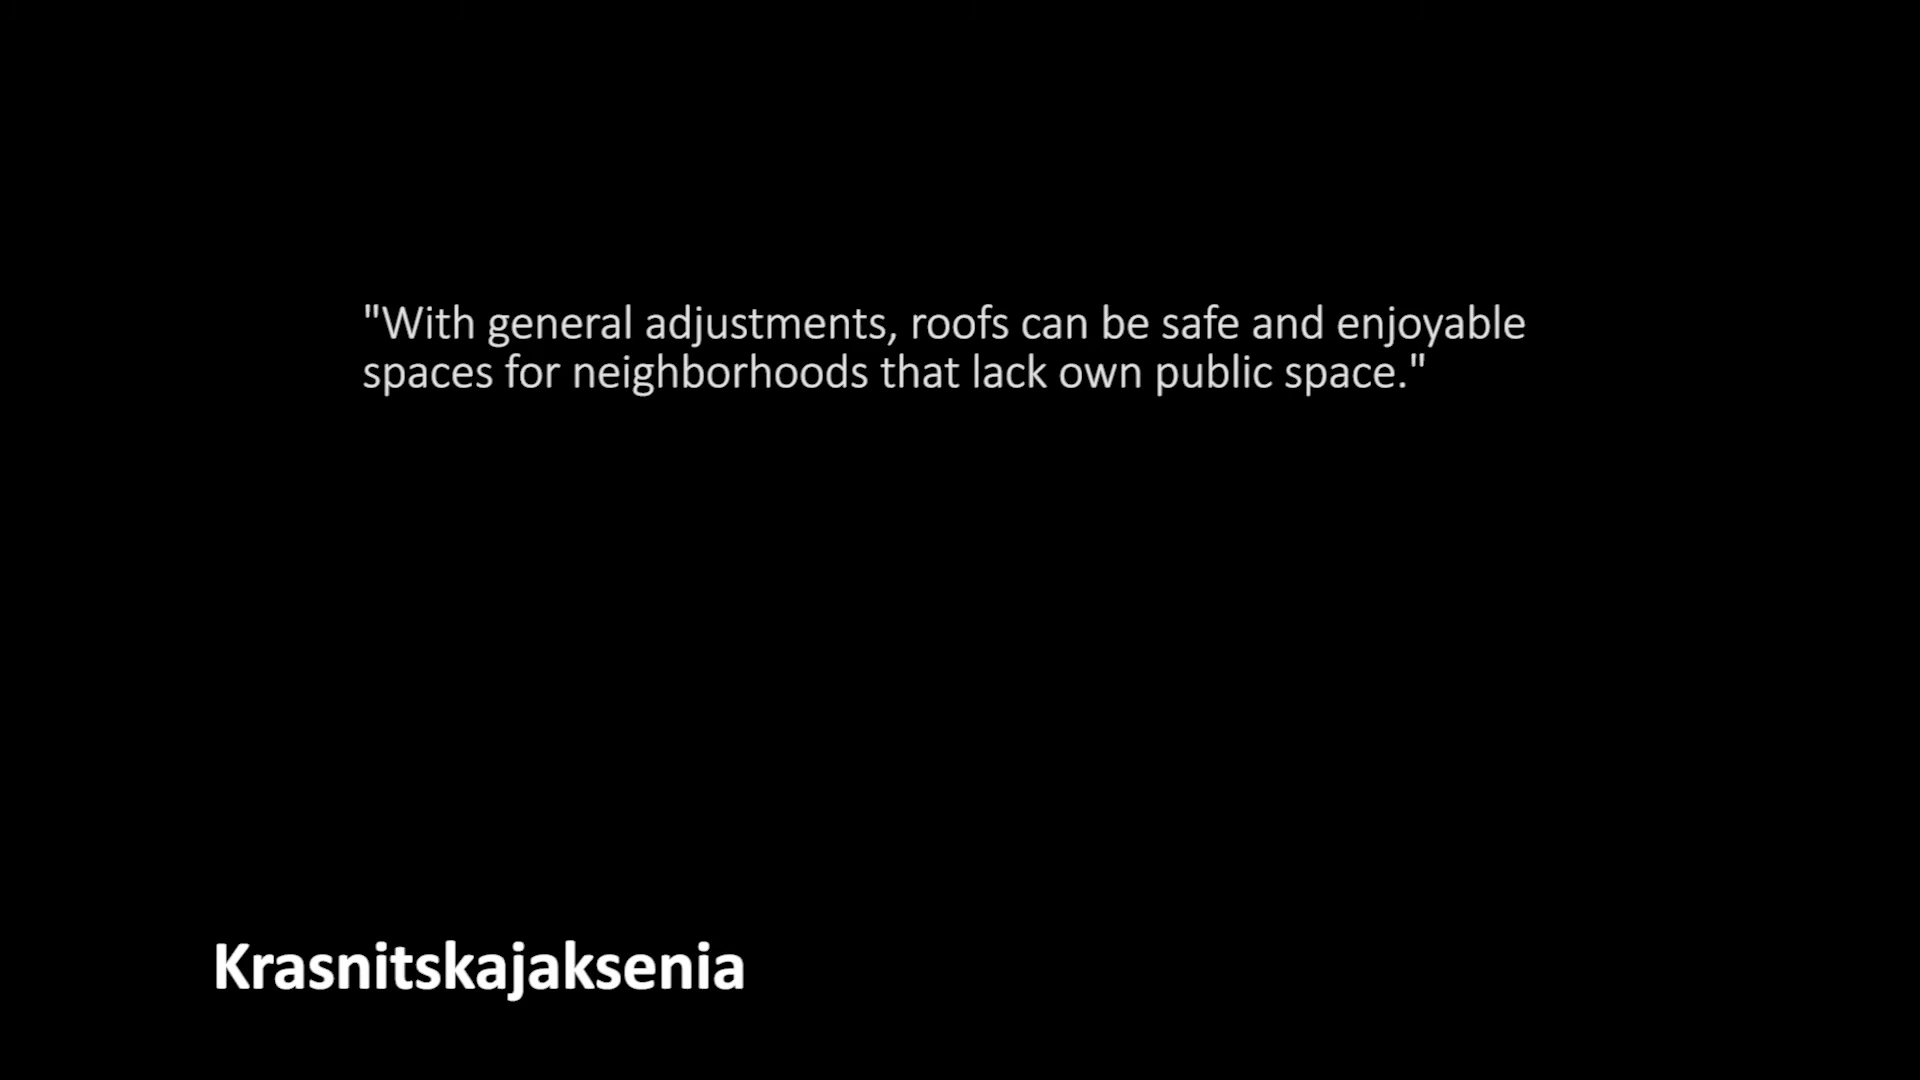 "With general adjustments, roofs can be safe and enjoyable
spaces for neighborhoods that lack own public space."
Krasnitskajaksenia